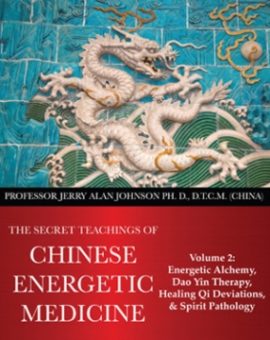 PROFESSOR JERRY ALAN JOHNSON PH. D., D.T.C.M. (CHINA)
THE SECRET TEACHINGS OF
CHINESE
ENERGETIC
MEDICINE
Volume 2:
Energetic Alchemy,
Dao Yin Therapy,
Healing Qi Deviations,
& Spirit Pathology